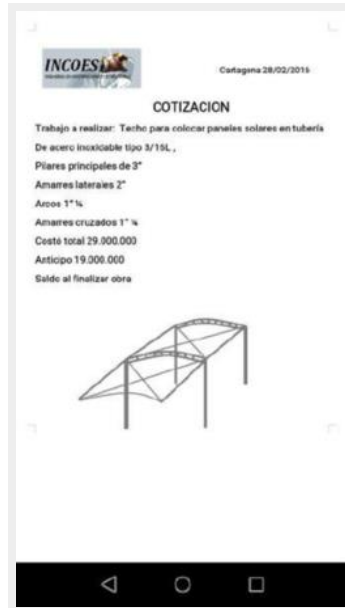 INCOES
Cartagena 28/02/2016
COTIZACION
Trabajo a realizar: Techo para colocar paneles solares en tubería
De acero inoxidable tipo 3/15L ,
Pilares principales de 3"
Amarres laterales 2"
Arcos 1" ¼
Amarres cruzados 1" ¼
Costo total 29.000.000
Anticipo 19.000.000
Saldo al finalizar obra